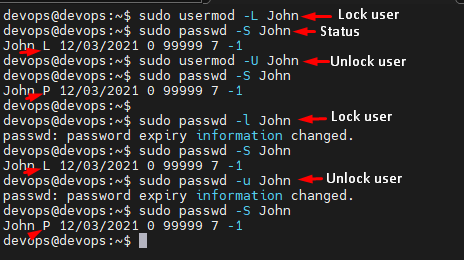 devops@devops:~$ sudo usermod -L John Lock user
devops@devops:~$ sudo passwd -S John Status
John L 12/03/2021 0 99999 7 -1
devops@devops:~$ sudo usermod -U John Unlock user
devops@devops:~$ sudo passwd -S John
John P 12/03/2021 0 99999 7 -1
devops@devops:~$
devops@devops:~$ sudo passwd -l John Lock user
passwd: password expiry information changed.
devops@devops:~$ sudo passwd -S John
John L 12/03/2021 0 99999 7 -1
devops@devops:~$ sudo passwd -u John Unlock user
passwd: password expiry information changed.
devops@devops:~$ sudo passwd -S John
John P 12/03/2021 0 99999 7 -1
devops@devops:~$